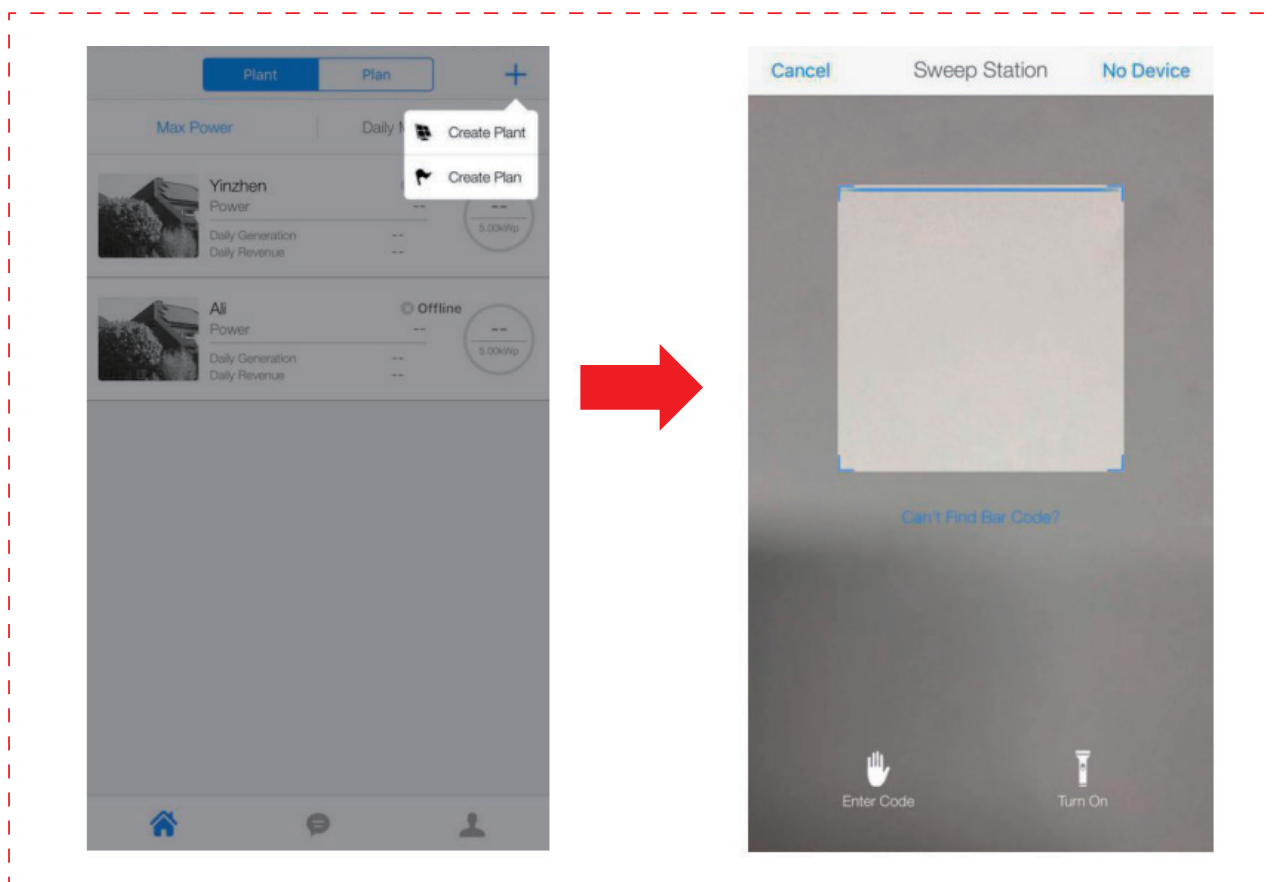 Plant Plan +
Max Power Daily
Create Plant
Create Plan
Yinzhen
Power --
--
5.00kWp
Daily Generation --
Daily Revenue --
Ali Offline
Power --
--
5.00kWp
Daily Generation --
Daily Revenue --
Cancel Sweep Station No Device
Can't Find Bar Code?
Enter Code Turn On